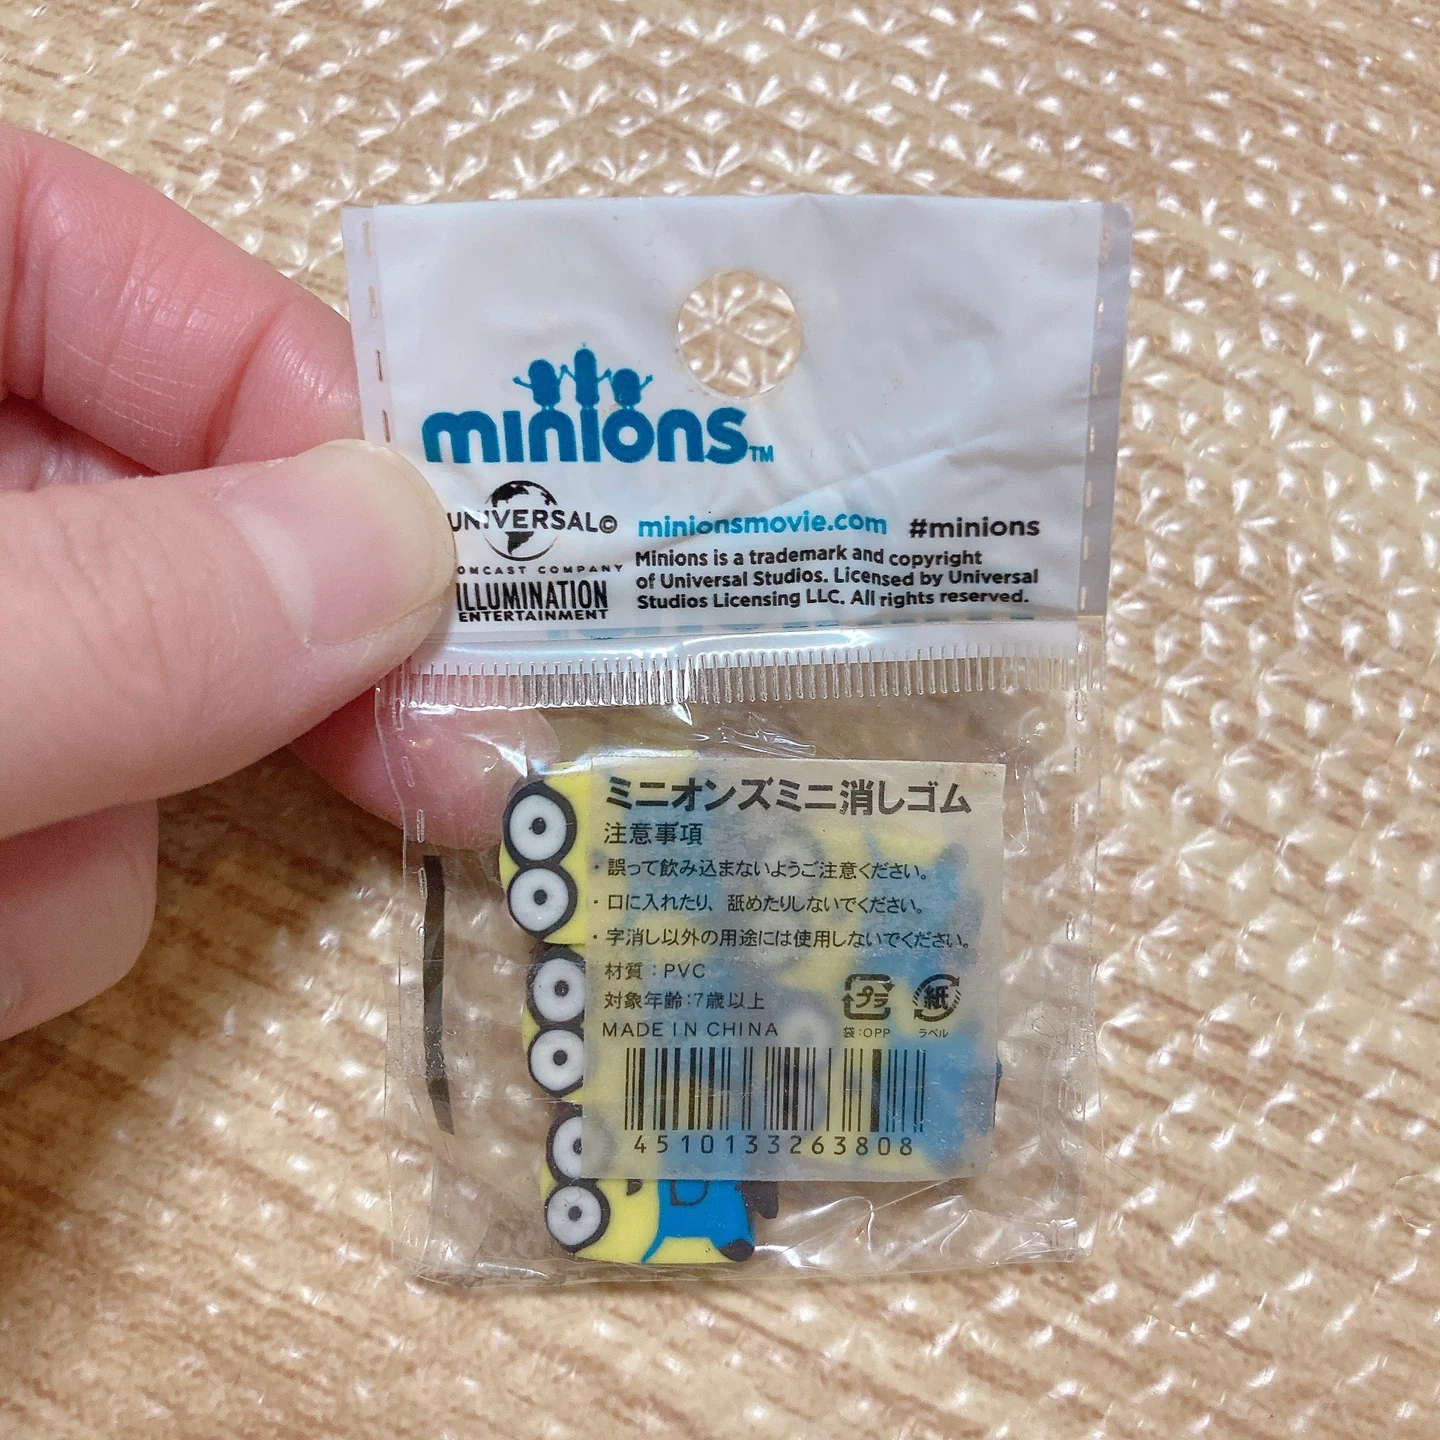 minions™
UNIVERSAL©
OMCAST COMPANY
ILLUMINATION
ENTERTAINMENT
minionsmovie.com #minions
Minions is a trademark and copyright
of Universal Studios. Licensed by Universal
Studios Licensing LLC. All rights reserved.
ミニオンズミニ消しゴム
注意事項
・誤って飲み込まないようご注意ください。
・口に入れたり、舐めたりしないでください。
・字消し以外の用途には使用しないでください。
材質：PVC
対象年齢:7歳以上
MADE IN CHINA
プラ
袋:OPP
紙
ラベル
4510133263808